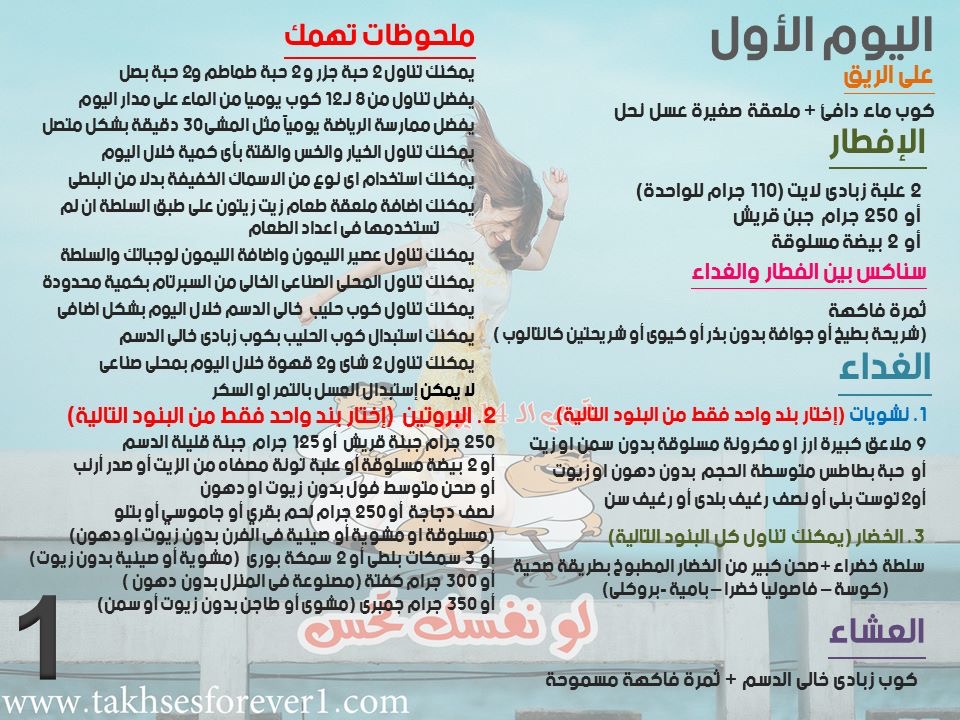 اليوم الأول
على الريق
كوب ماء دافئ + ملعقة صغيرة عسل نحل
الإفطار
2 علبة زبادى لايت (110 جرام للواحدة)
أو 250 جرام جبن قريش
أو 2 بيضة مسلوقة
سناكس بين الفطار والغداء
ثمرة فاكهة
(شريحة بطيخ أو جوافة بدون بذر أو كيوى أو شريحتين كانتالوب )
الغداء
1. نشويات (إختار بند واحد فقط من البنود التالية)
9 ملاعق كبيرة ارز او مكرونة مسلوقة بدون سمن او زيت
أو حبة بطاطس متوسطة الحجم بدون دهون او زيوت
أو2 توست بنى أو نصف رغيف بلدى أو رغيف سن
3. الخضار (يمكنك تناول كل البنود التالية)
سلطة خضراء +صحن كبير من الخضار المطبوخ بطريقة صحية
(كوسة – فاصوليا خضرا – بامية -بروكلى)
العشاء
كوب زبادى خالى الدسم + ثمرة فاكهة مسموحة
ملحوظات تهمك
يمكنك تناول 2 حبة جزر و 2 حبة طماطم و2 حبة بصل
يفضل تناول من 8 لـ 12 كوب يوميا من الماء على مدار اليوم
يفضل ممارسة الرياضة يومياً مثل المشى30 دقيقة بشكل متصل
يمكنك تناول الخيار والخس والقتة بأى كمية خلال اليوم
يمكنك استخدام اى نوع من الاسماك الخفيفة بدلا من البلطى
يمكنك اضافة ملعقة طعام زيت زيتون على طبق السلطة ان لم
تستخدمها فى اعداد الطعام
يمكنك تناول عصير الليمون واضافة الليمون لوجباتك والسلطة
يمكنك تناول المحلى الصناعى الخالى من السبرتام بكمية محدودة
يمكنك تناول كوب حليب خالى الدسم خلال اليوم بشكل اضافى
يمكنك استبدال كوب الحليب بكوب زبادى خالى الدسم
يمكنك تناول 2 شاى و2 قهوة خلال اليوم بمحلى صناعى
لا يمكن إستبدال العسل بالتمر او السكر
2. البروتين (إختار بند واحد فقط من البنود التالية)
250 جرام جبنة قريش أو 125 جرام جبنة قليلة الدسم
أو 2 بيضة مسلوقة أو علبة تونة مصفاه من الزيت أو صدر أرنب
أو صحن متوسط فول بدون زيوت او دهون
نصف دجاجة أو 250 جرام لحم بقري أو جاموسي أو بتلو
(مسلوقة او مشوية أو صينية فى الفرن بدون زيوت او دهون)
أو 3 سمكات بلطى أو 2 سمكة بورى (مشوية أو صينية بدون زيوت)
أو 300 جرام كفتة (مصنوعة فى المنزل بدون دهون )
أو 350 جرام جمبرى (مشوى أو طاجن بدون زيوت أو سمن)
لو نفسك تخس
1
www.takhsesforever1.com